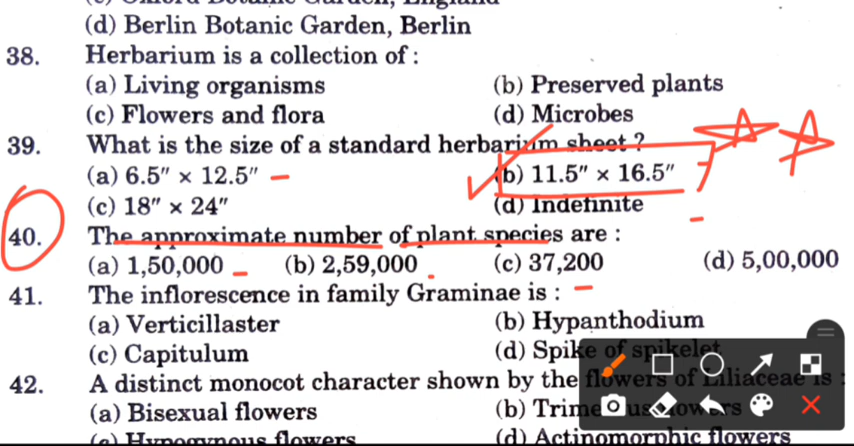 (d) Berlin Botanic Garden, Berlin
38. Herbarium is a collection of :
(a) Living organisms (b) Preserved plants
(c) Flowers and flora (d) Microbes
39. What is the size of a standard herbarium sheet ?
(a) 6.5″ × 12.5″ (b) 11.5″ × 16.5″
(c) 18″ × 24″ (d) Indefinite
40. The approximate number of plant species are :
(a) 1,50,000 (b) 2,59,000 (c) 37,200 (d) 5,00,000
41. The inflorescence in family Graminae is :
(a) Verticillaster (b) Hypanthodium
(c) Capitulum (d) Spike of spikelet
42. A distinct monocot character shown by the flowers of Liliaceae is :
(a) Bisexual flowers (b)
flowers (d) Actinomorphic flowers